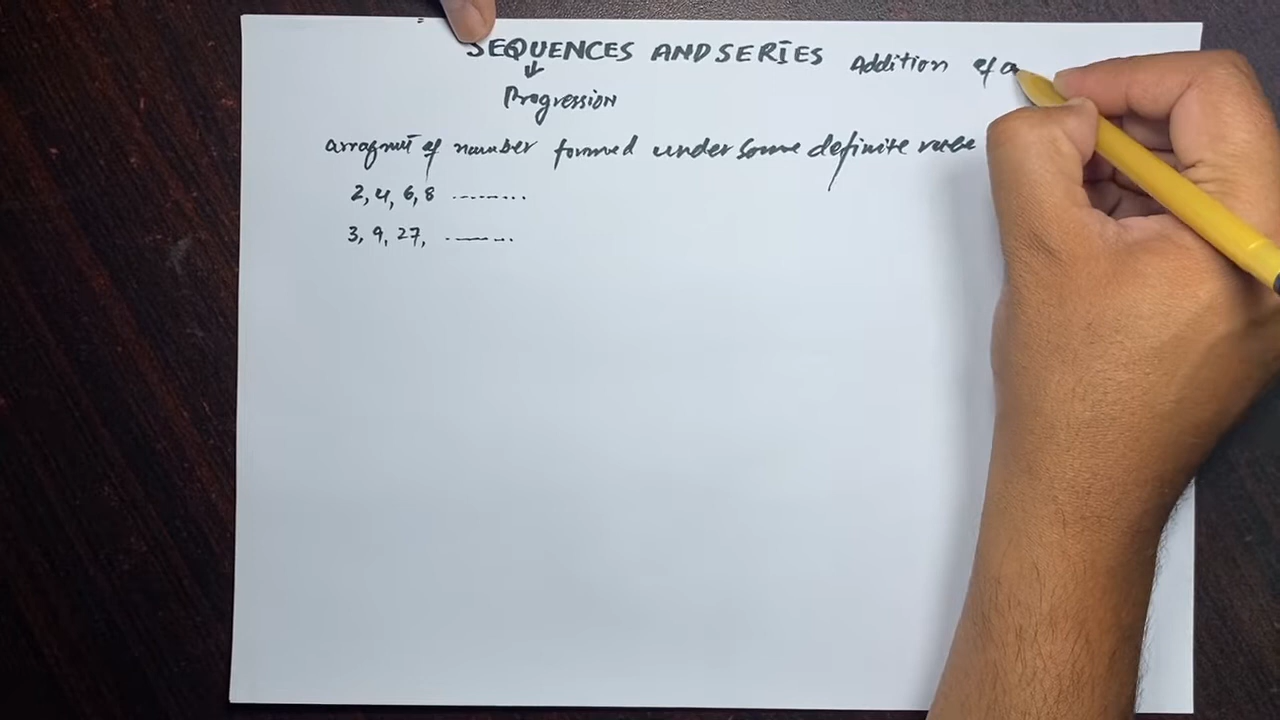 SEQUENCES AND SERIES Addition of a
Progression
arragmnt of number formed under some definite rule
2, 4, 6, 8 .........
3, 9, 27, .........